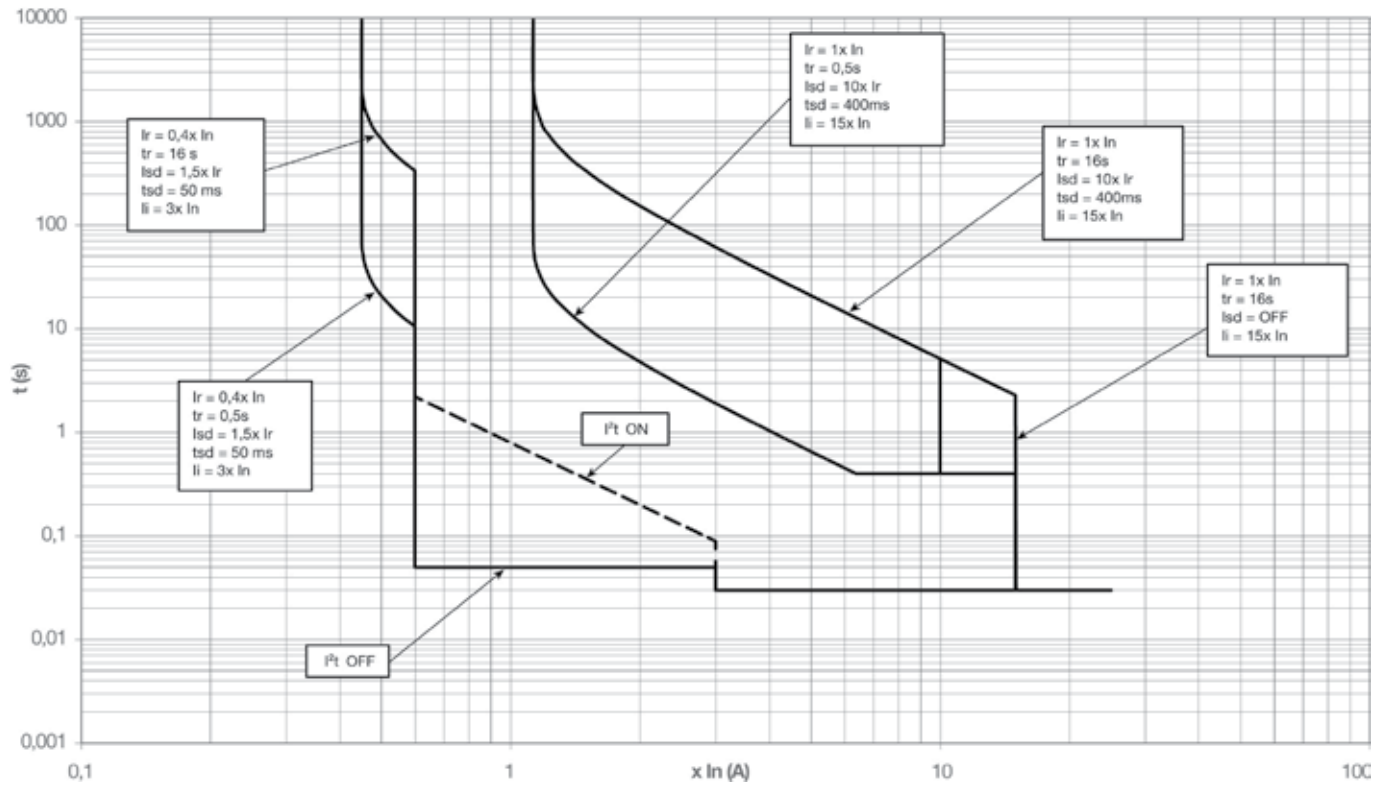 10000
1000
100
10
1
0,1
0,01
0,001
t (s)
0,1
1
x In (A)
10
100
Ir = 0,4x In
tr = 16 s
Isd = 1,5x Ir
tsd = 50 ms
Ii = 3x In
Ir = 1x In
tr = 0,5s
Isd = 10x Ir
tsd = 400ms
Ii = 15x In
Ir = 1x In
tr = 16s
Isd = 10x Ir
tsd = 400ms
Ii = 15x In
Ir = 1x In
tr = 16s
Isd = OFF
Ii = 15x In
Ir = 0,4x In
tr = 0,5s
Isd = 1,5x Ir
tsd = 50 ms
Ii = 3x In
I²t ON
I²t OFF